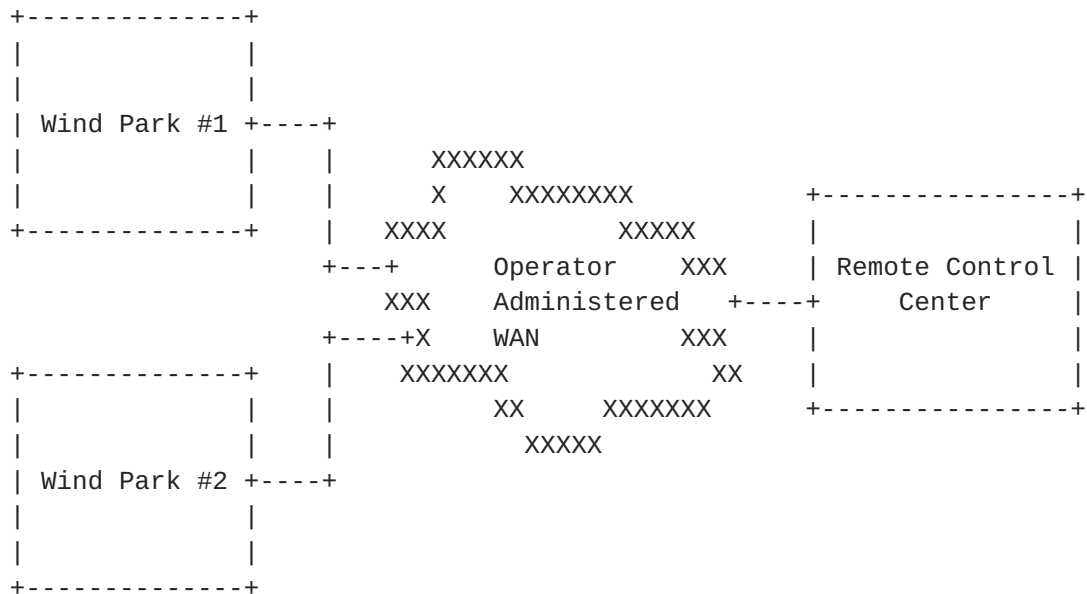 Wind Park #1
Operator
Administered
WAN
Remote Control
Center
Wind Park #2